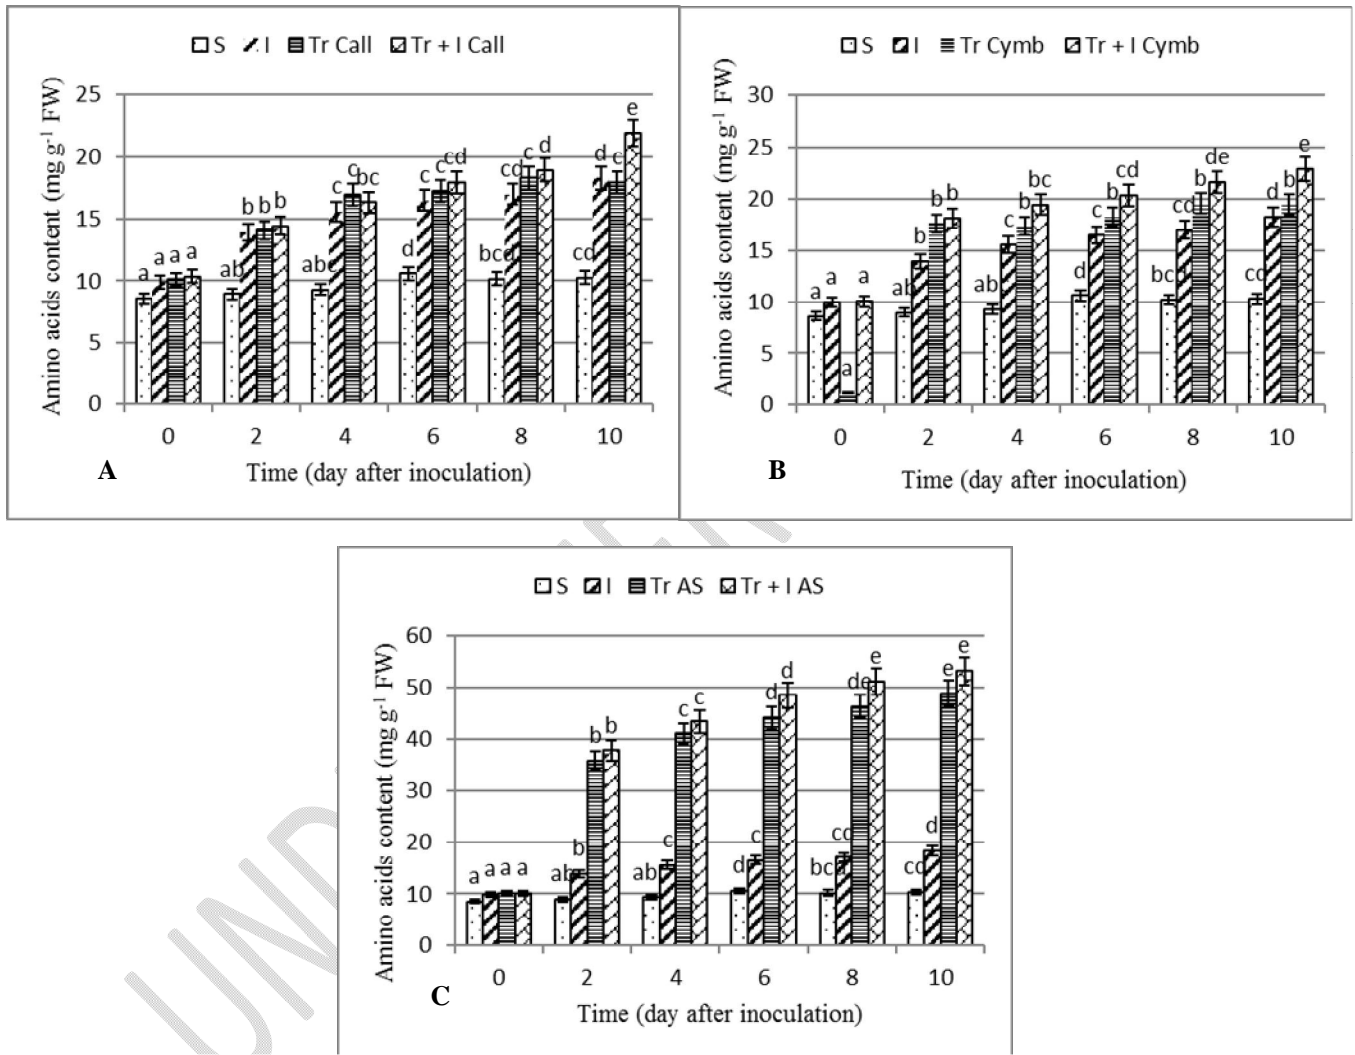 S I Tr Call Tr + I Call
Amino acids content (mg g-1 FW)
25
20
15
10
5
0
a a a a ab b b b abc c c bc d c c cd bcd cd c d cd d c e
0 2 4 6 8 10
Time (day after inoculation)
A
S I Tr Cymb Tr + I Cymb
Amino acids content (mg g-1 FW)
30
25
20
15
10
5
0
a a a a ab b b b ab c b bc d c b cd bcd cd b de cd d b e
0 2 4 6 8 10
Time (day after inoculation)
B
S I Tr AS Tr + I AS
Amino acids content (mg g-1 FW)
60
50
40
30
20
10
0
a a a a ab b b b ab c c c d c d d bcd cd de e cd d e e
0 2 4 6 8 10
Time (day after inoculation)
C